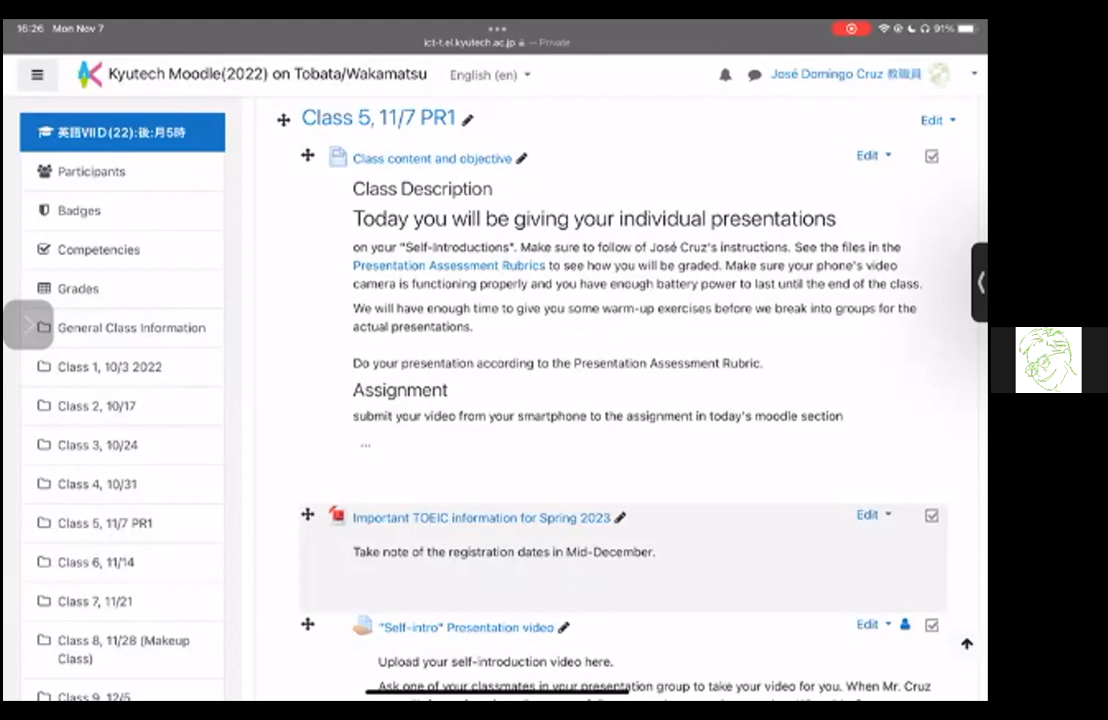 16:26 Mon Nov 7
ict-t.el.kyutech.ac.jp — Private
91%
Kyutech Moodle(2022) on Tobata/Wakamatsu
English (en)
José Domingo Cruz 教職員
英語VII D (22):後:月5時
Participants
Badges
Competencies
Grades
General Class Information
Class 1, 10/3 2022
Class 2, 10/17
Class 3, 10/24
Class 4, 10/31
Class 5, 11/7 PR1
Class 6, 11/14
Class 7, 11/21
Class 8, 11/28 (Makeup
Class)
Class 9, 12/5
Class 5, 11/7 PR1
Edit
Class content and objective
Edit
Class Description
Today you will be giving your individual presentations
on your "Self-Introductions". Make sure to follow of José Cruz's instructions. See the files in the
Presentation Assessment Rubrics to see how you will be graded. Make sure your phone's video
camera is functioning properly and you have enough battery power to last until the end of the class.
We will have enough time to give you some warm-up exercises before we break into groups for the
actual presentations.
Do your presentation according to the Presentation Assessment Rubric.
Assignment
submit your video from your smartphone to the assignment in today's moodle section
...
Important TOEIC information for Spring 2023
Edit
Take note of the registration dates in Mid-December.
"Self-intro" Presentation video
Edit
Upload your self-introduction video here.
Ask one of your classmates in your presentation group to take your video for you. When Mr. Cruz